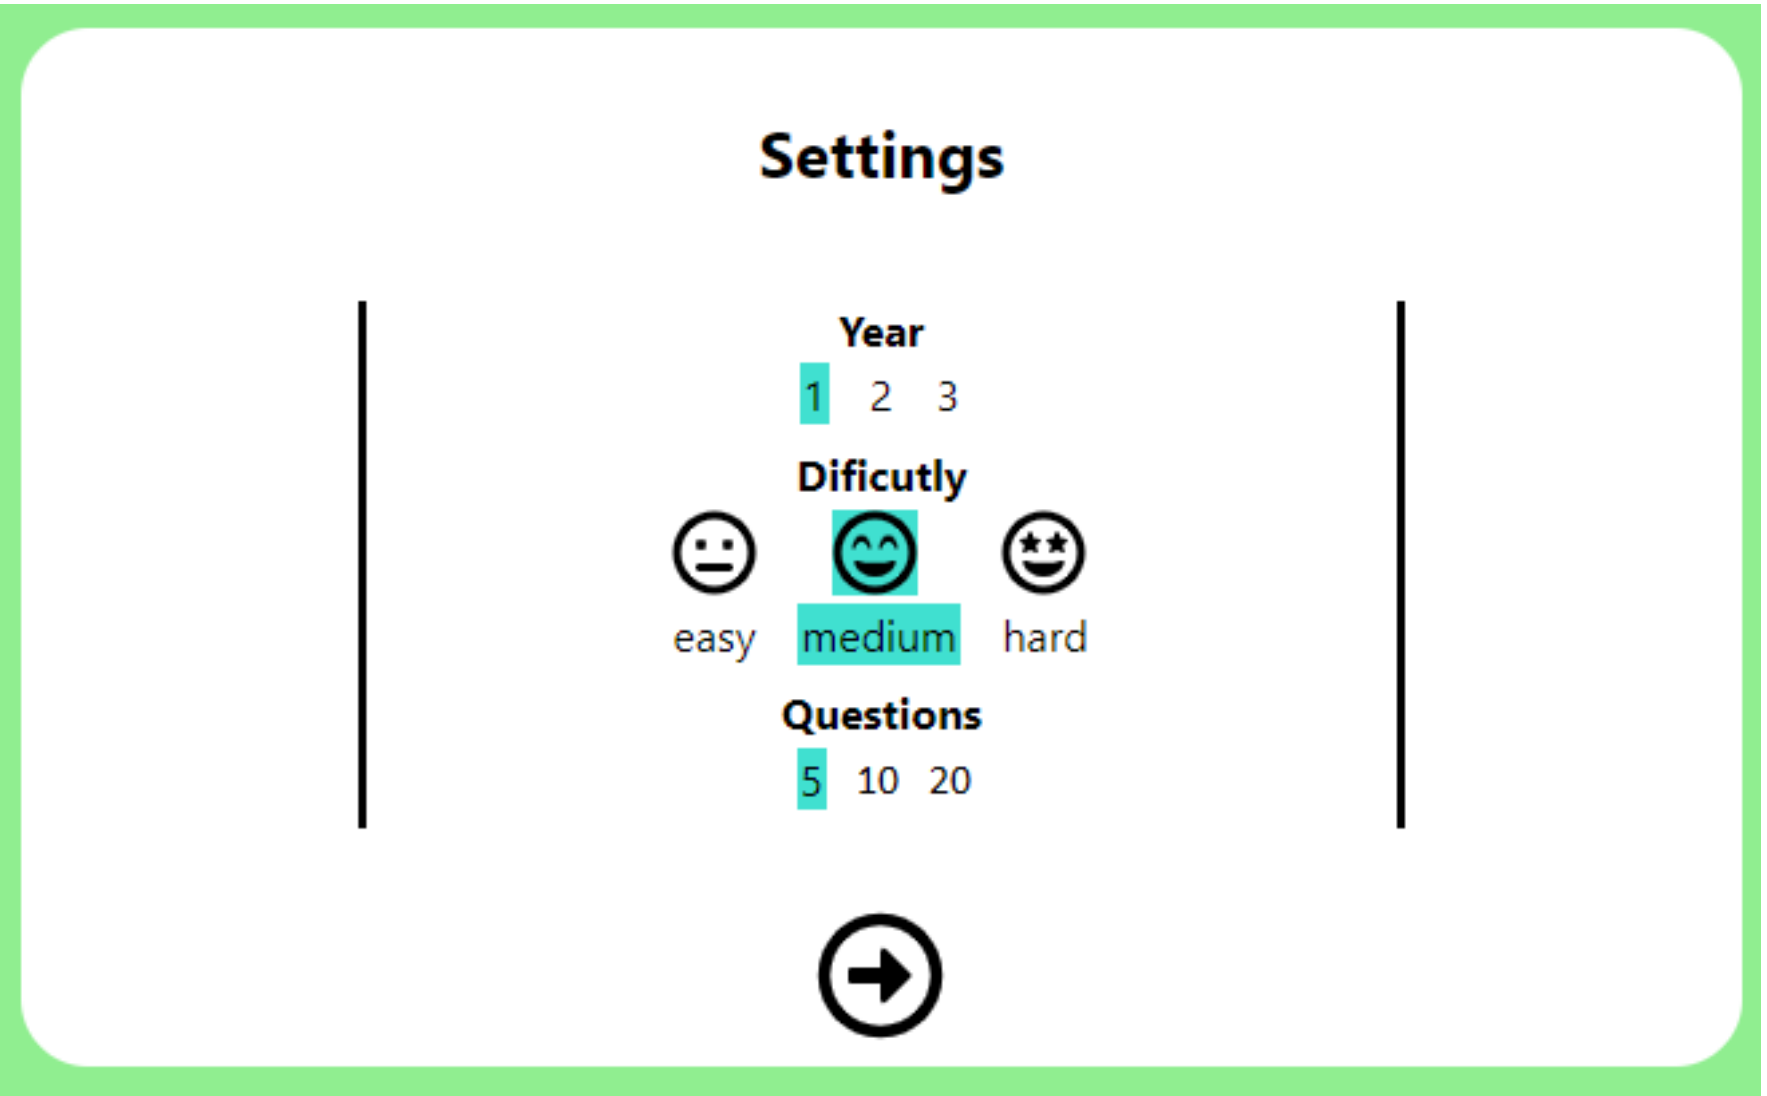 Settings
Year
1 2 3
Dificutly
easy medium hard
Questions
5 10 20